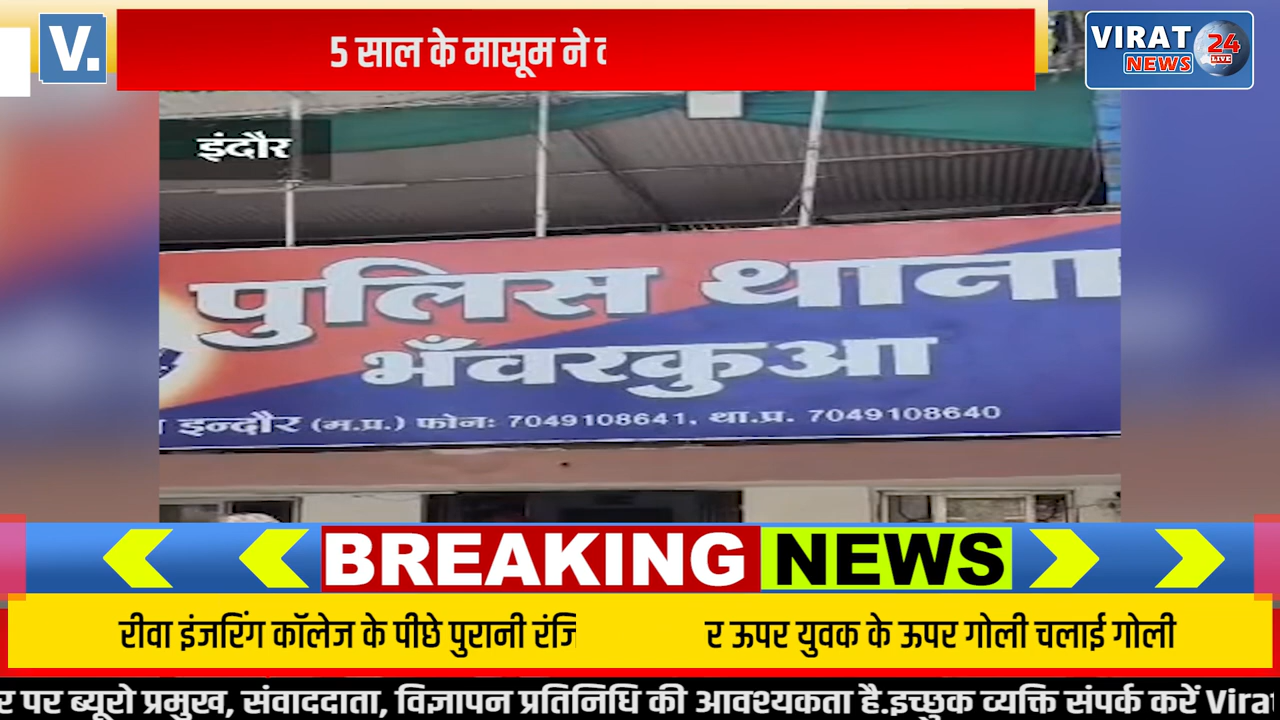 V.
5 साल के मासूम ने
VIRAT
NEWS
24
LIVE
इंदौर
पुलिस थाना
भँवरकुआ
इन्दौर (म.प्र.) फोन: 7049108641, था.प्र. 7049108640
BREAKING NEWS
रीवा इंजरिंग कॉलेज के पीछे पुरानी रंजि र ऊपर युवक के ऊपर गोली चलाई गोली
र पर ब्यूरो प्रमुख, संवाददाता, विज्ञापन प्रतिनिधि की आवश्यकता है.इच्छुक व्यक्ति संपर्क करें Virat